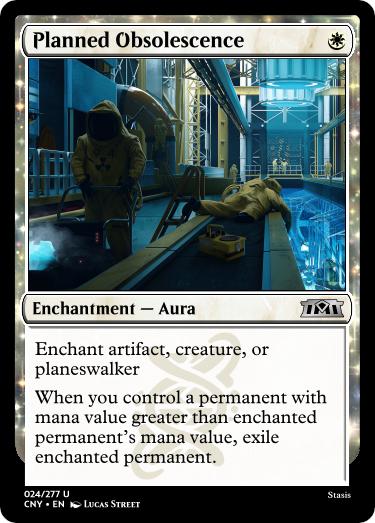 Planned Obsolescence
Enchantment — Aura
Enchant artifact, creature, or
planeswalker
When you control a permanent with
mana value greater than enchanted
permanent's mana value, exile
enchanted permanent.
024/277 U
Stasis
CNY • EN Lucas Street